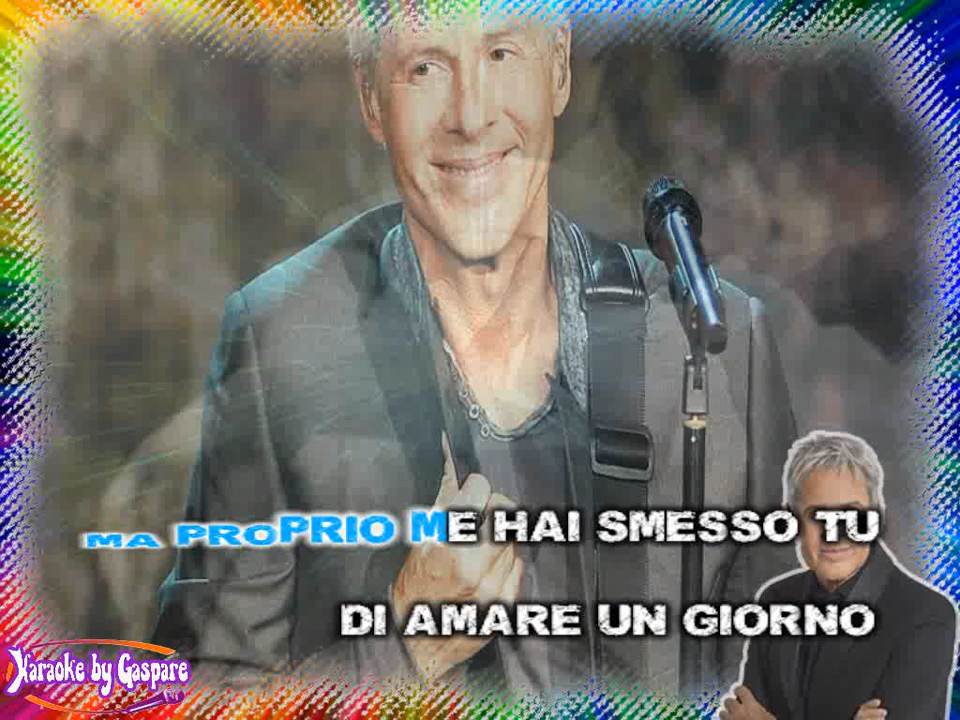 MA PROPRIO ME HAI SMESSO TU
DI AMARE UN GIORNO
Karaoke by Gaspare